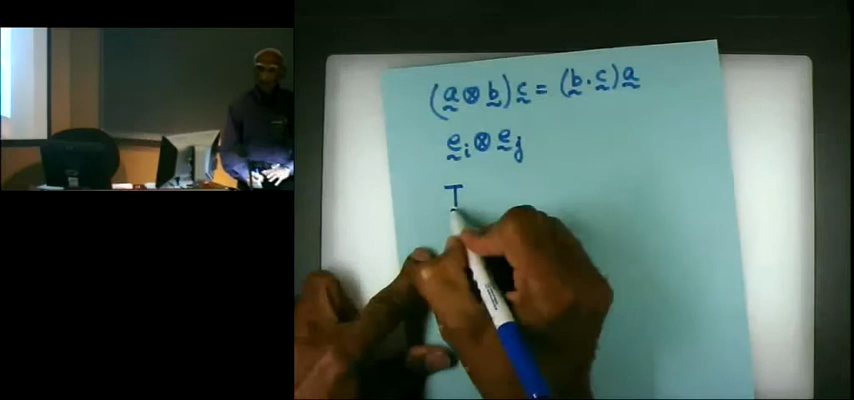 (a ⊗ b) c = (b · c) a
e_i ⊗ e_j
T